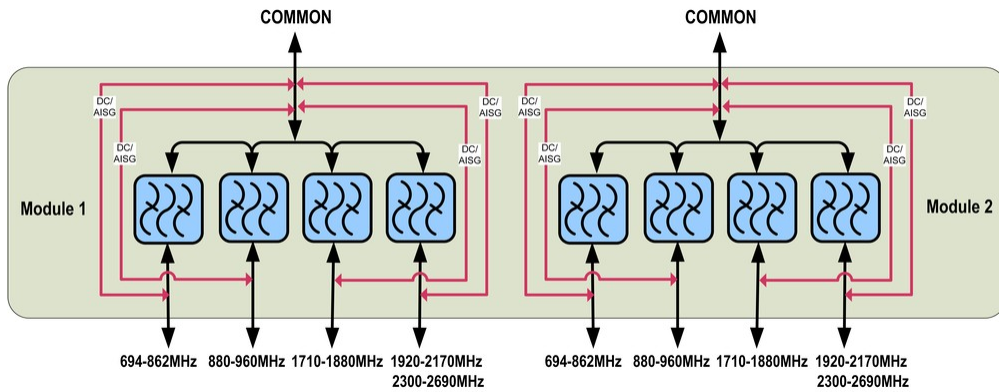 COMMON
COMMON
DC/
AISG
DC/
AISG
DC/
AISG
DC/
AISG
DC/
AISG
DC/
AISG
DC/
AISG
DC/
AISG
Module 1
Module 2
694-862MHz
880-960MHz
1710-1880MHz
1920-2170MHz
2300-2690MHz
694-862MHz
880-960MHz
1710-1880MHz
1920-2170MHz
2300-2690MHz